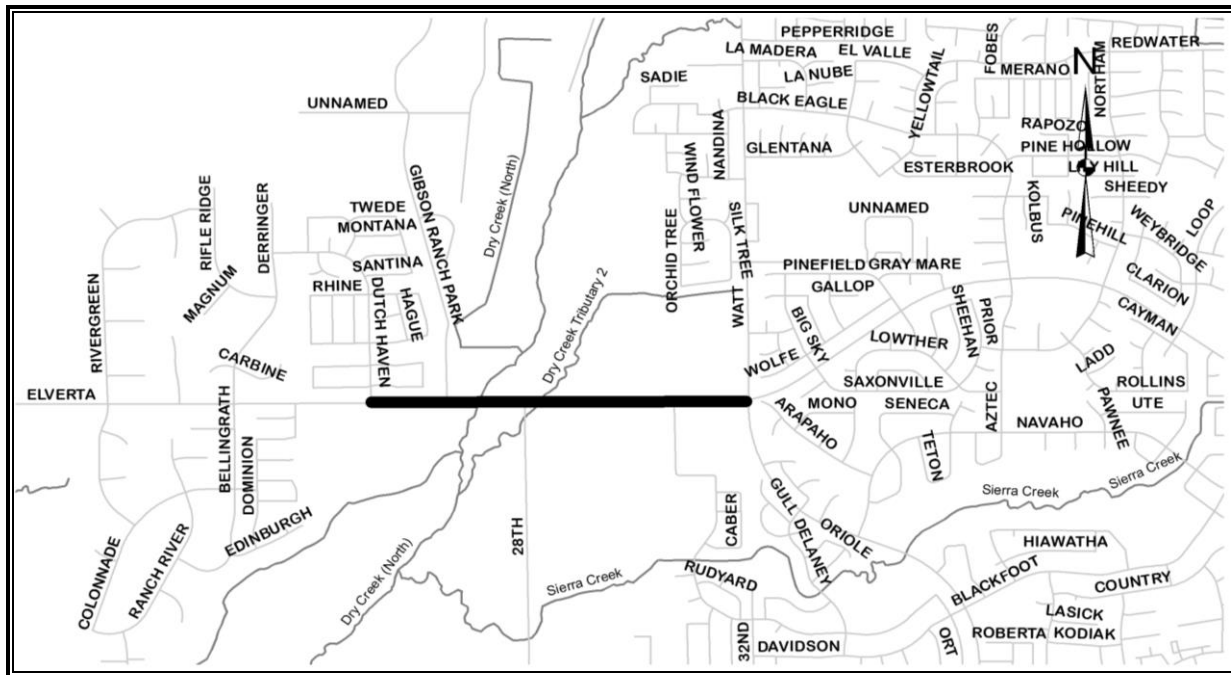 PEPPERRIDGE
LA MADERA
EL VALLE
FOBES
REDWATER
N
SADIE
LA NUBE
MERANO
NORTHAM
UNNAMED
BLACK EAGLE
YELLOWTAIL
RAPOZO
NANDINA
GLENTANA
PINE HOLLOW
ESTERBROOK
LILY HILL
SHEEDY
WIND FLOWER
GIBSON RANCH PARK
Dry Creek (North)
RIFLE RIDGE
DERRINGER
TWEDE
MONTANA
ORCHID TREE
SILK TREE
UNNAMED
KOLBUS
PINEHILL
WEYBRIDGE
LOOP
SANTINA
RHINE
MAGNUM
DUTCH HAVEN
HAGUE
WATT
PINEFIELD
GRAY MARE
GALLOP
CLARION
CAYMAN
RIVERGREEN
Dry Creek Tributary 2
BIG SKY
SHEEHAN
PRIOR
LOWTHER
CARBINE
WOLFE
LADD
ELVERTA
SAXONVILLE
ROLLINS
MONO
SENECA
UTE
ARAPAHO
AZTEC
NAVAHO
PAWNEE
BELLINGRATH
DOMINION
TETON
Sierra Creek
Sierra Creek
EDINBURGH
28TH
CABER
GULL
DELANEY
ORIOLE
HIAWATHA
COLONNADE
RANCH RIVER
Dry Creek (North)
Sierra Creek
RUDYARD
BLACKFOOT
COUNTRY
LASICK
32ND
DAVIDSON
ORT
ROBERTA
KODIAK